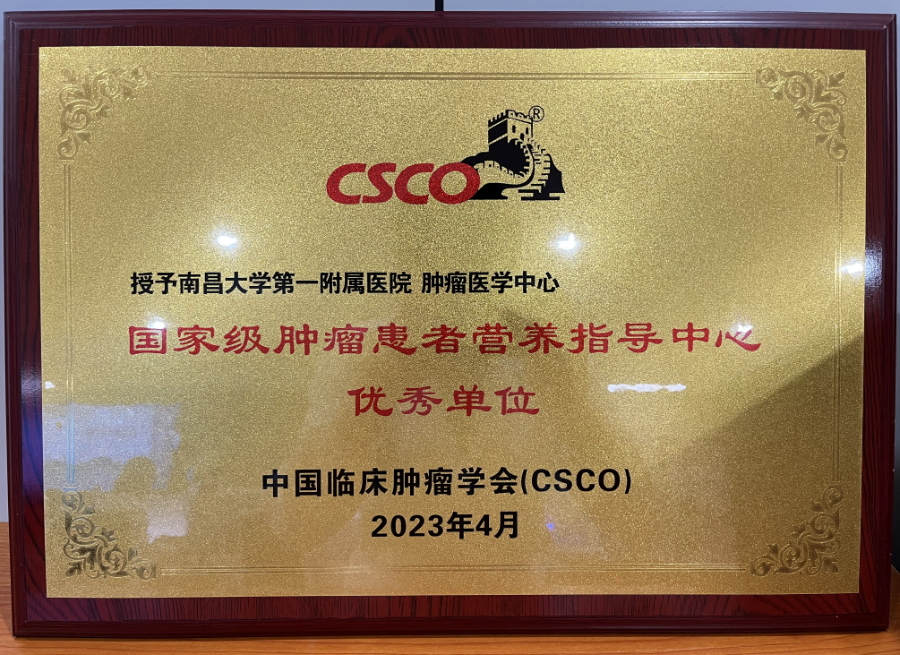 CSCO®
授予南昌大学第一附属医院 肿瘤医学中心
国家级肿瘤患者营养指导中心
优秀单位
中国临床肿瘤学会(CSCO)
2023年4月